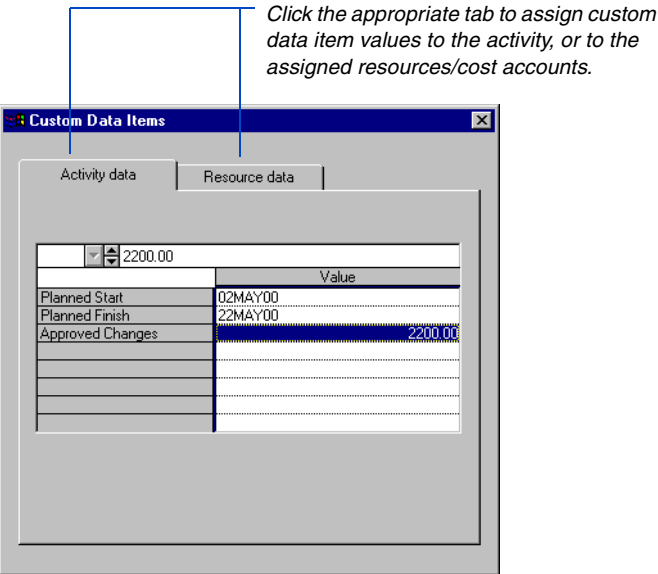 Click the appropriate tab to assign custom
data item values to the activity, or to the
assigned resources/cost accounts.
Custom Data Items
Activity data Resource data
2200.00
Value
Planned Start 02MAY00
Planned Finish 22MAY00
Approved Changes 2200.00